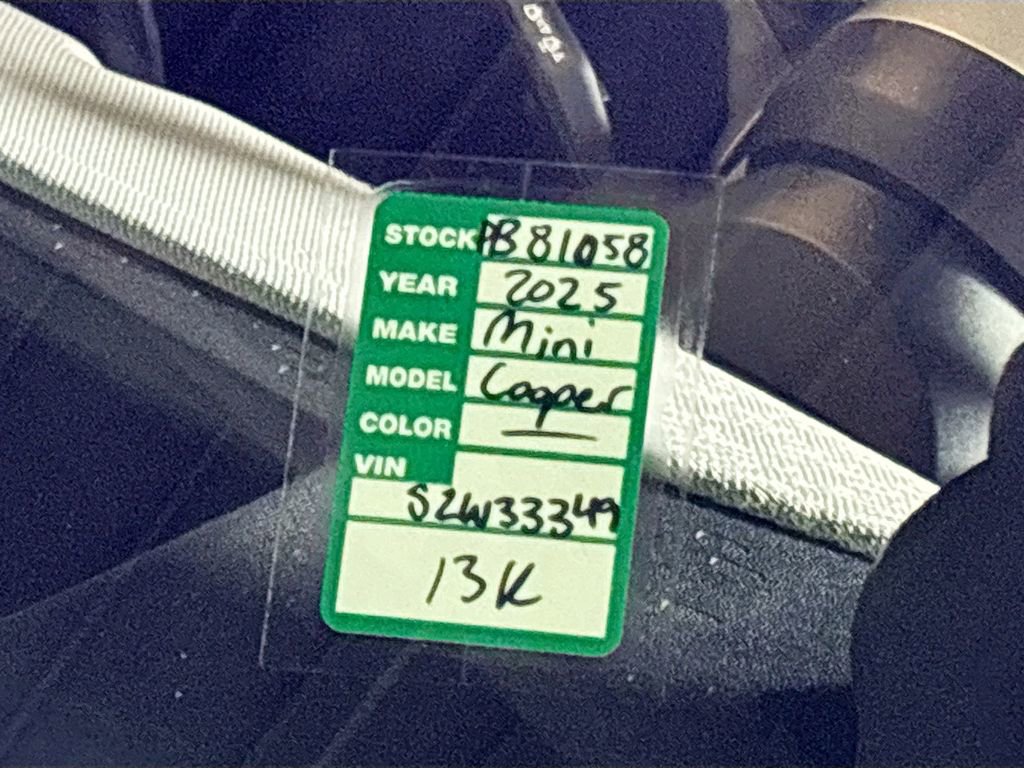 STOCK PB81058
YEAR 2025
MAKE Mini
MODEL Cooper
COLOR —
VIN
S2W33349
13K